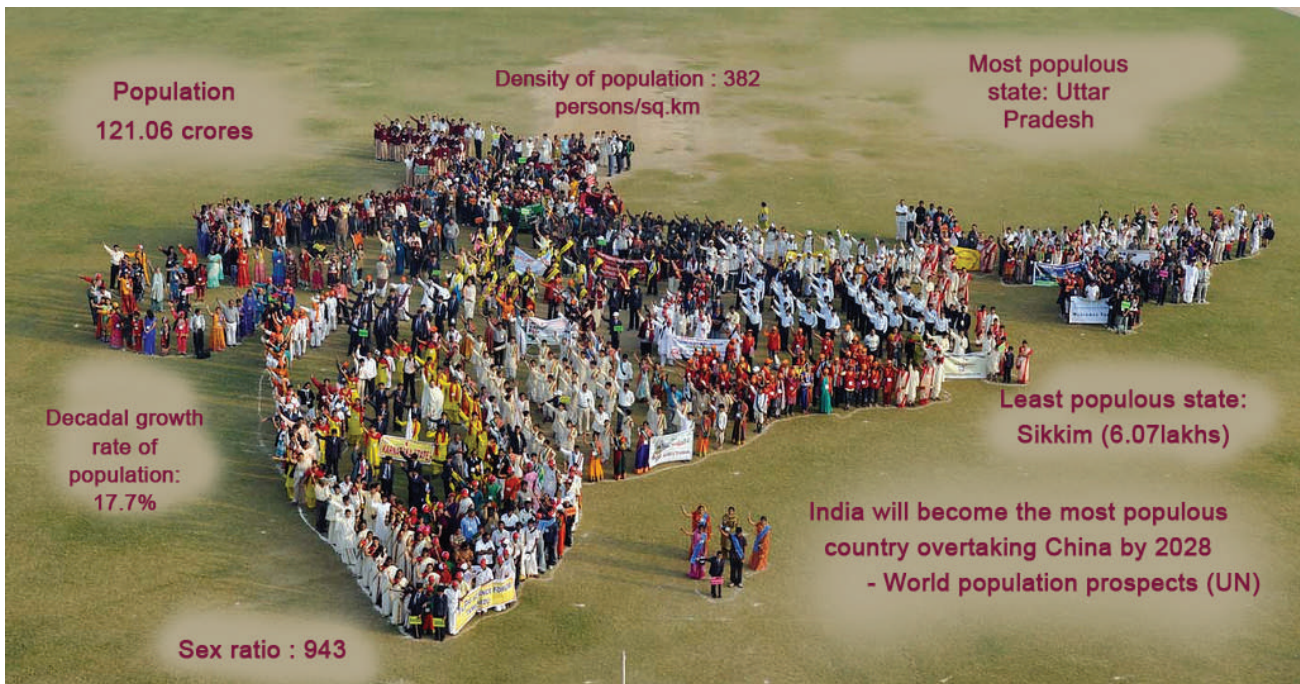 Population
121.06 crores
Density of population : 382
persons/sq.km
Most populous
state: Uttar
Pradesh
Decadal growth
rate of
population:
17.7%
Least populous state:
Sikkim (6.07lakhs)
India will become the most populous
country overtaking China by 2028
- World population prospects (UN)
Sex ratio : 943